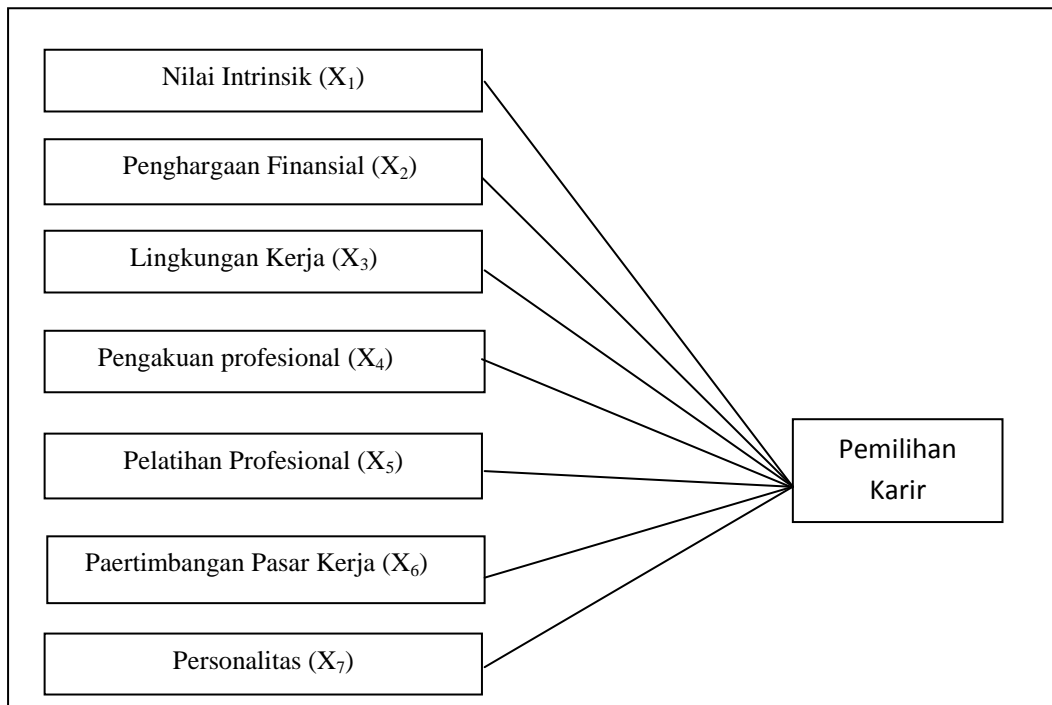 Nilai Intrinsik (X₁)
Penghargaan Finansial (X₂)
Lingkungan Kerja (X₃)
Pengakuan profesional (X₄)
Pelatihan Profesional (X₅)
Paertimbangan Pasar Kerja (X₆)
Personalitas (X₇)
Pemilihan
Karir